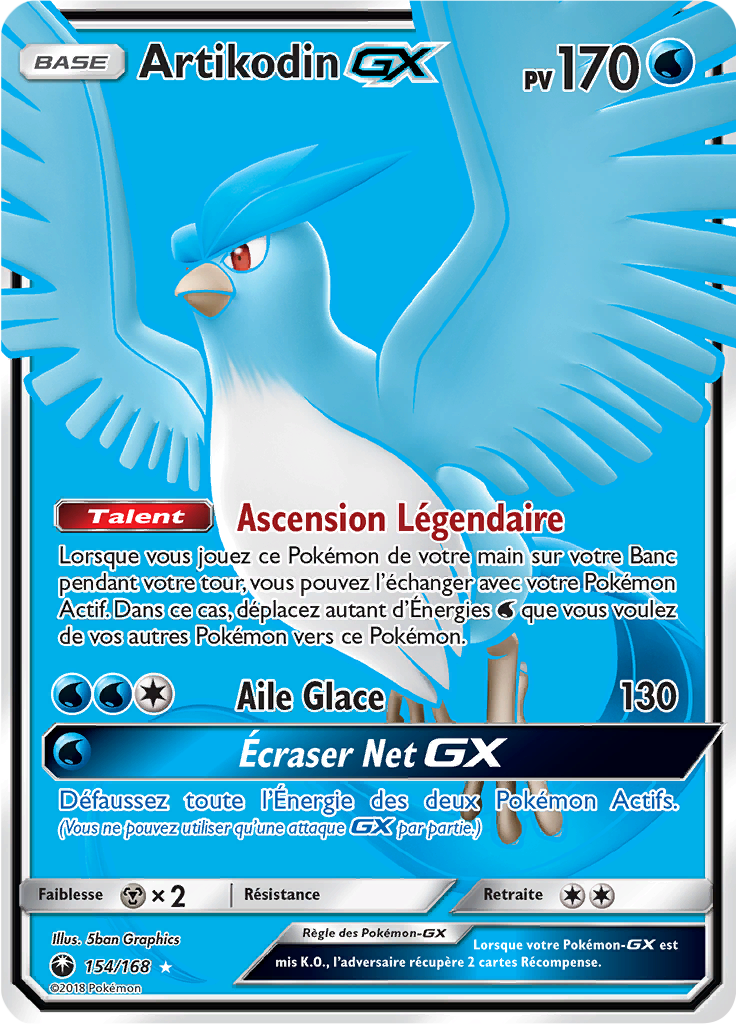 BASE Artikodin GX PV 170
Talent Ascension Légendaire
Lorsque vous jouez ce Pokémon de votre main sur votre Banc
pendant votre tour, vous pouvez l'échanger avec votre Pokémon
Actif. Dans ce cas, déplacez autant d'Énergies que vous voulez
de vos autres Pokémon vers ce Pokémon.
Aile Glace 130
Écraser Net GX
Défaussez toute l'Énergie des deux Pokémon Actifs.
(Vous ne pouvez utiliser qu'une attaque GX par partie.)
Faiblesse ×2 Résistance Retraite
Illus. 5ban Graphics
154/168
©2018 Pokémon
Règle des Pokémon-GX
Lorsque votre Pokémon-GX est
mis K.O., l'adversaire récupère 2 cartes Récompense.